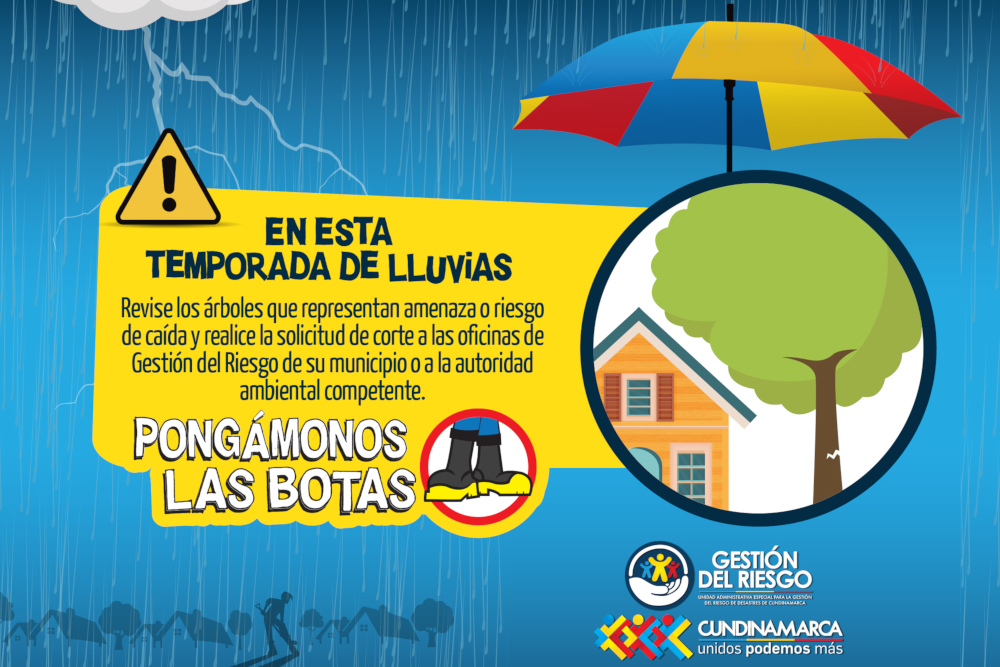 EN ESTA
TEMPORADA DE LLUViAS
Revise los árboles que representan amenaza o riesgo
de caída y realice la solicitud de corte a las oficinas de
Gestión del Riesgo de su municipio o a la autoridad
ambiental competente.
PONGÁMONOS
LAS BOTAS
GESTIÓN
DEL RIESGO
UNIDAD ADMINISTRATIVA ESPECIAL PARA LA GESTIÓN
DEL RIESGO DE DESASTRES DE CUNDINAMARCA
CUNDINAMARCA
unidos podemos más